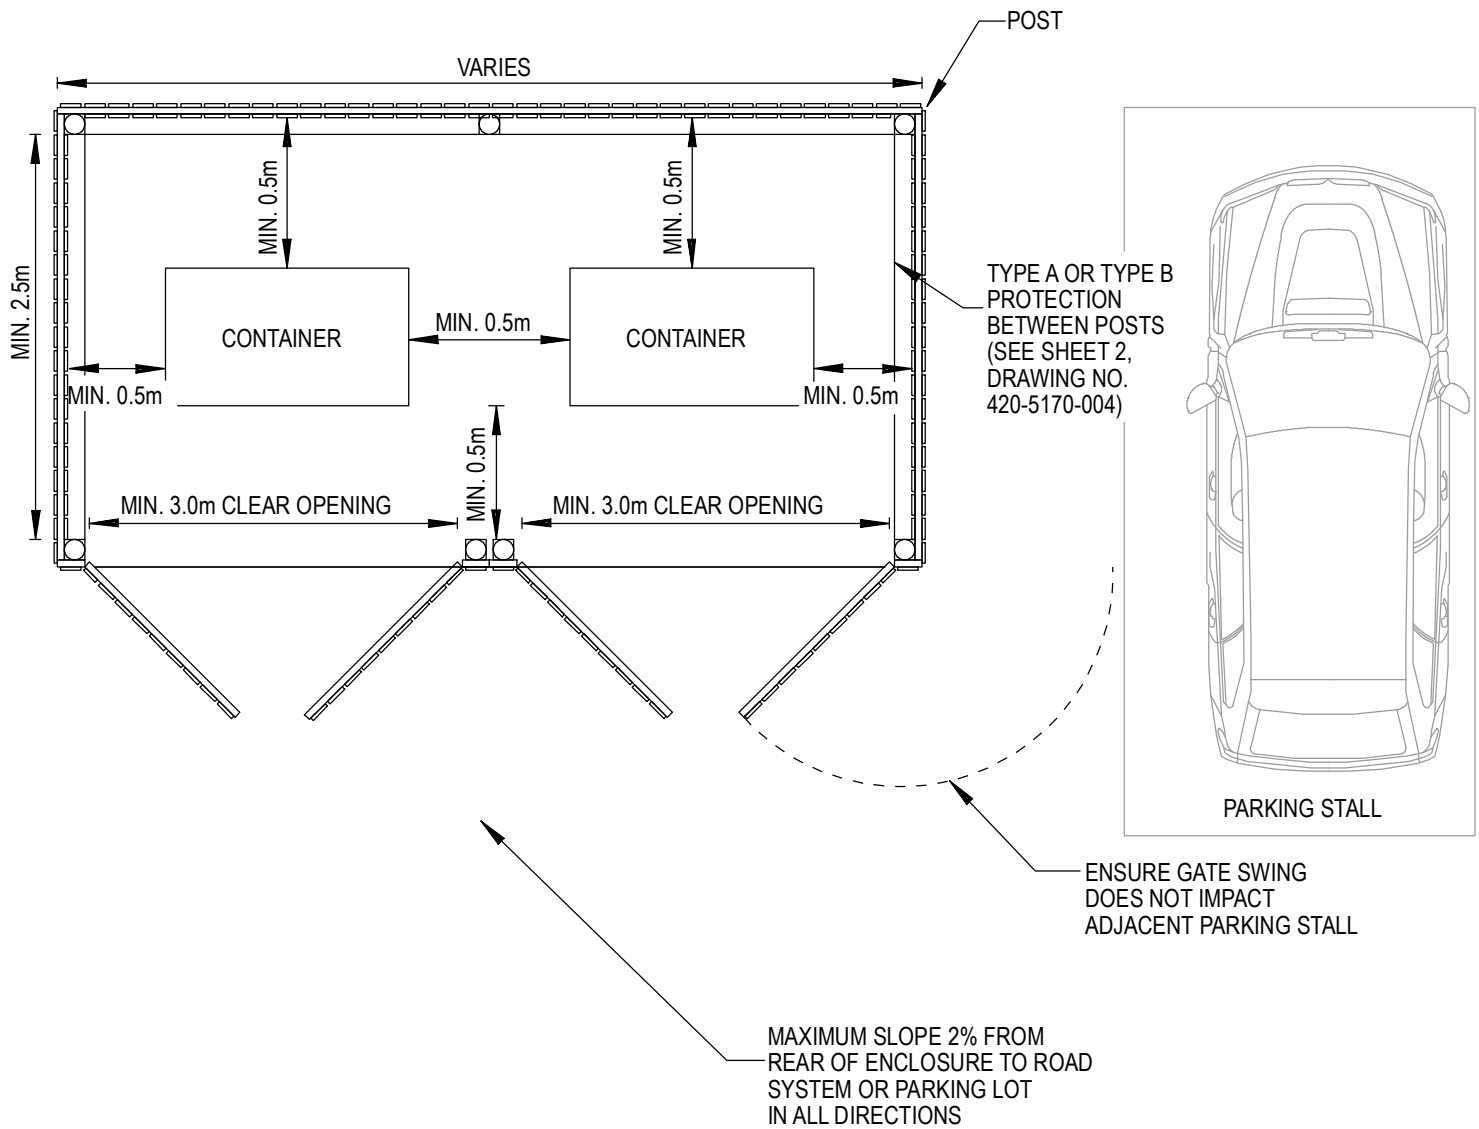 POST
VARIES
MIN. 0.5m
MIN. 0.5m
MIN. 2.5m
TYPE A OR TYPE B
PROTECTION
BETWEEN POSTS
(SEE SHEET 2,
DRAWING NO.
420-5170-004)
CONTAINER
MIN. 0.5m
CONTAINER
MIN. 0.5m
MIN. 0.5m
MIN. 0.5m
MIN. 3.0m CLEAR OPENING
MIN. 3.0m CLEAR OPENING
PARKING STALL
ENSURE GATE SWING
DOES NOT IMPACT
ADJACENT PARKING STALL
MAXIMUM SLOPE 2% FROM
REAR OF ENCLOSURE TO ROAD
SYSTEM OR PARKING LOT
IN ALL DIRECTIONS